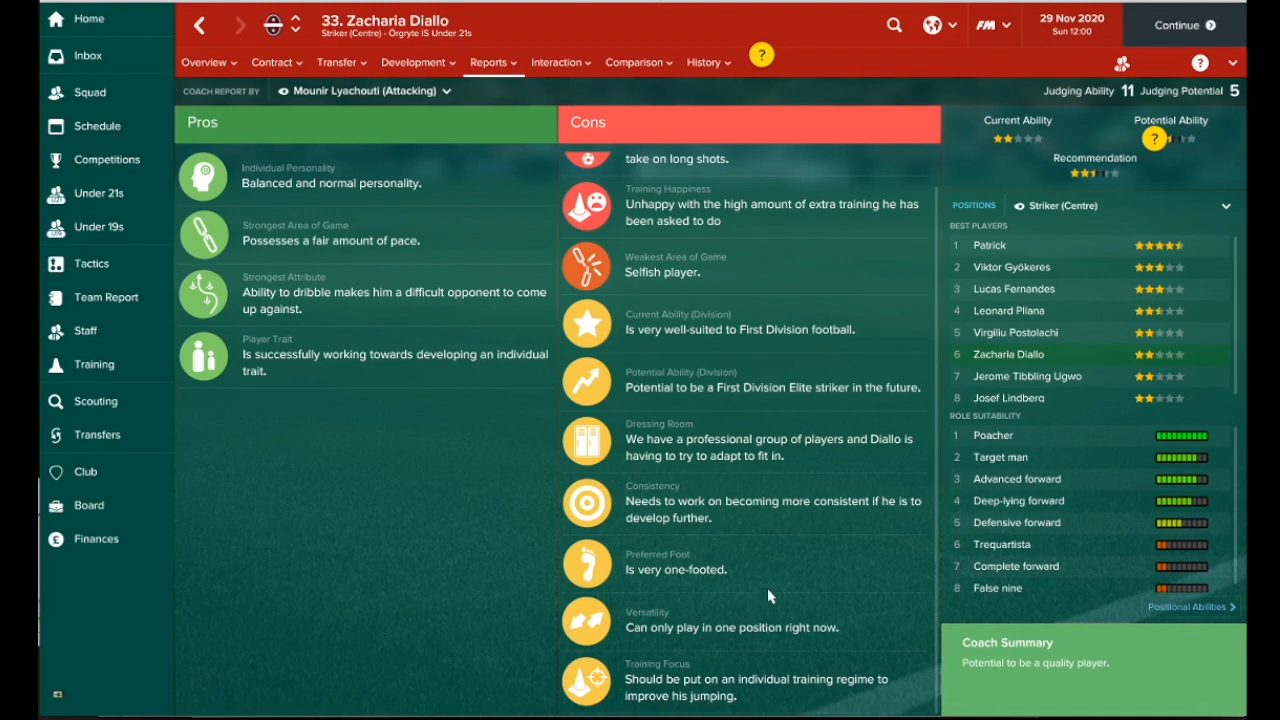 Home
Inbox
Squad
Schedule
Competitions
Under 21s
Under 19s
Tactics
Team Report
Staff
Training
Scouting
Transfers
Club
Board
Finances
33. Zacharia Diallo
Striker (Centre) - Örgryte IS Under 21s
FM
29 Nov 2020
Sun 12:00
Continue
Overview
Contract
Transfer
Development
Reports
Interaction
Comparison
History
?
?
COACH REPORT BY
Mounir Lyachouti (Attacking)
Judging Ability 11 Judging Potential 5
Pros
Individual Personality
Balanced and normal personality.
Strongest Area of Game
Possesses a fair amount of pace.
Strongest Attribute
Ability to dribble makes him a difficult opponent to come
up against.
Player Trait
Is successfully working towards developing an individual
trait.
Cons
take on long shots.
Training Happiness
Unhappy with the high amount of extra training he has
been asked to do
Weakest Area of Game
Selfish player.
Current Ability (Division)
Is very well-suited to First Division football.
Potential Ability (Division)
Potential to be a First Division Elite striker in the future.
Dressing Room
We have a professional group of players and Diallo is
having to try to adapt to fit in.
Consistency
Needs to work on becoming more consistent if he is to
develop further.
Preferred Foot
Is very one-footed.
Versatility
Can only play in one position right now.
Training Focus
Should be put on an individual training regime to
improve his jumping.
Current Ability
Potential Ability
?
Recommendation
POSITIONS
Striker (Centre)
BEST PLAYERS
1 Patrick
2 Viktor Gyökeres
3 Lucas Fernandes
4 Leonard Pllana
5 Virgiliu Postolachi
6 Zacharia Diallo
7 Jerome Tibbling Ugwo
8 Josef Lindberg
ROLE SUITABILITY
1 Poacher
2 Target man
3 Advanced forward
4 Deep-lying forward
5 Defensive forward
6 Trequartista
7 Complete forward
8 False nine
Positional Abilities
Coach Summary
Potential to be a quality player.